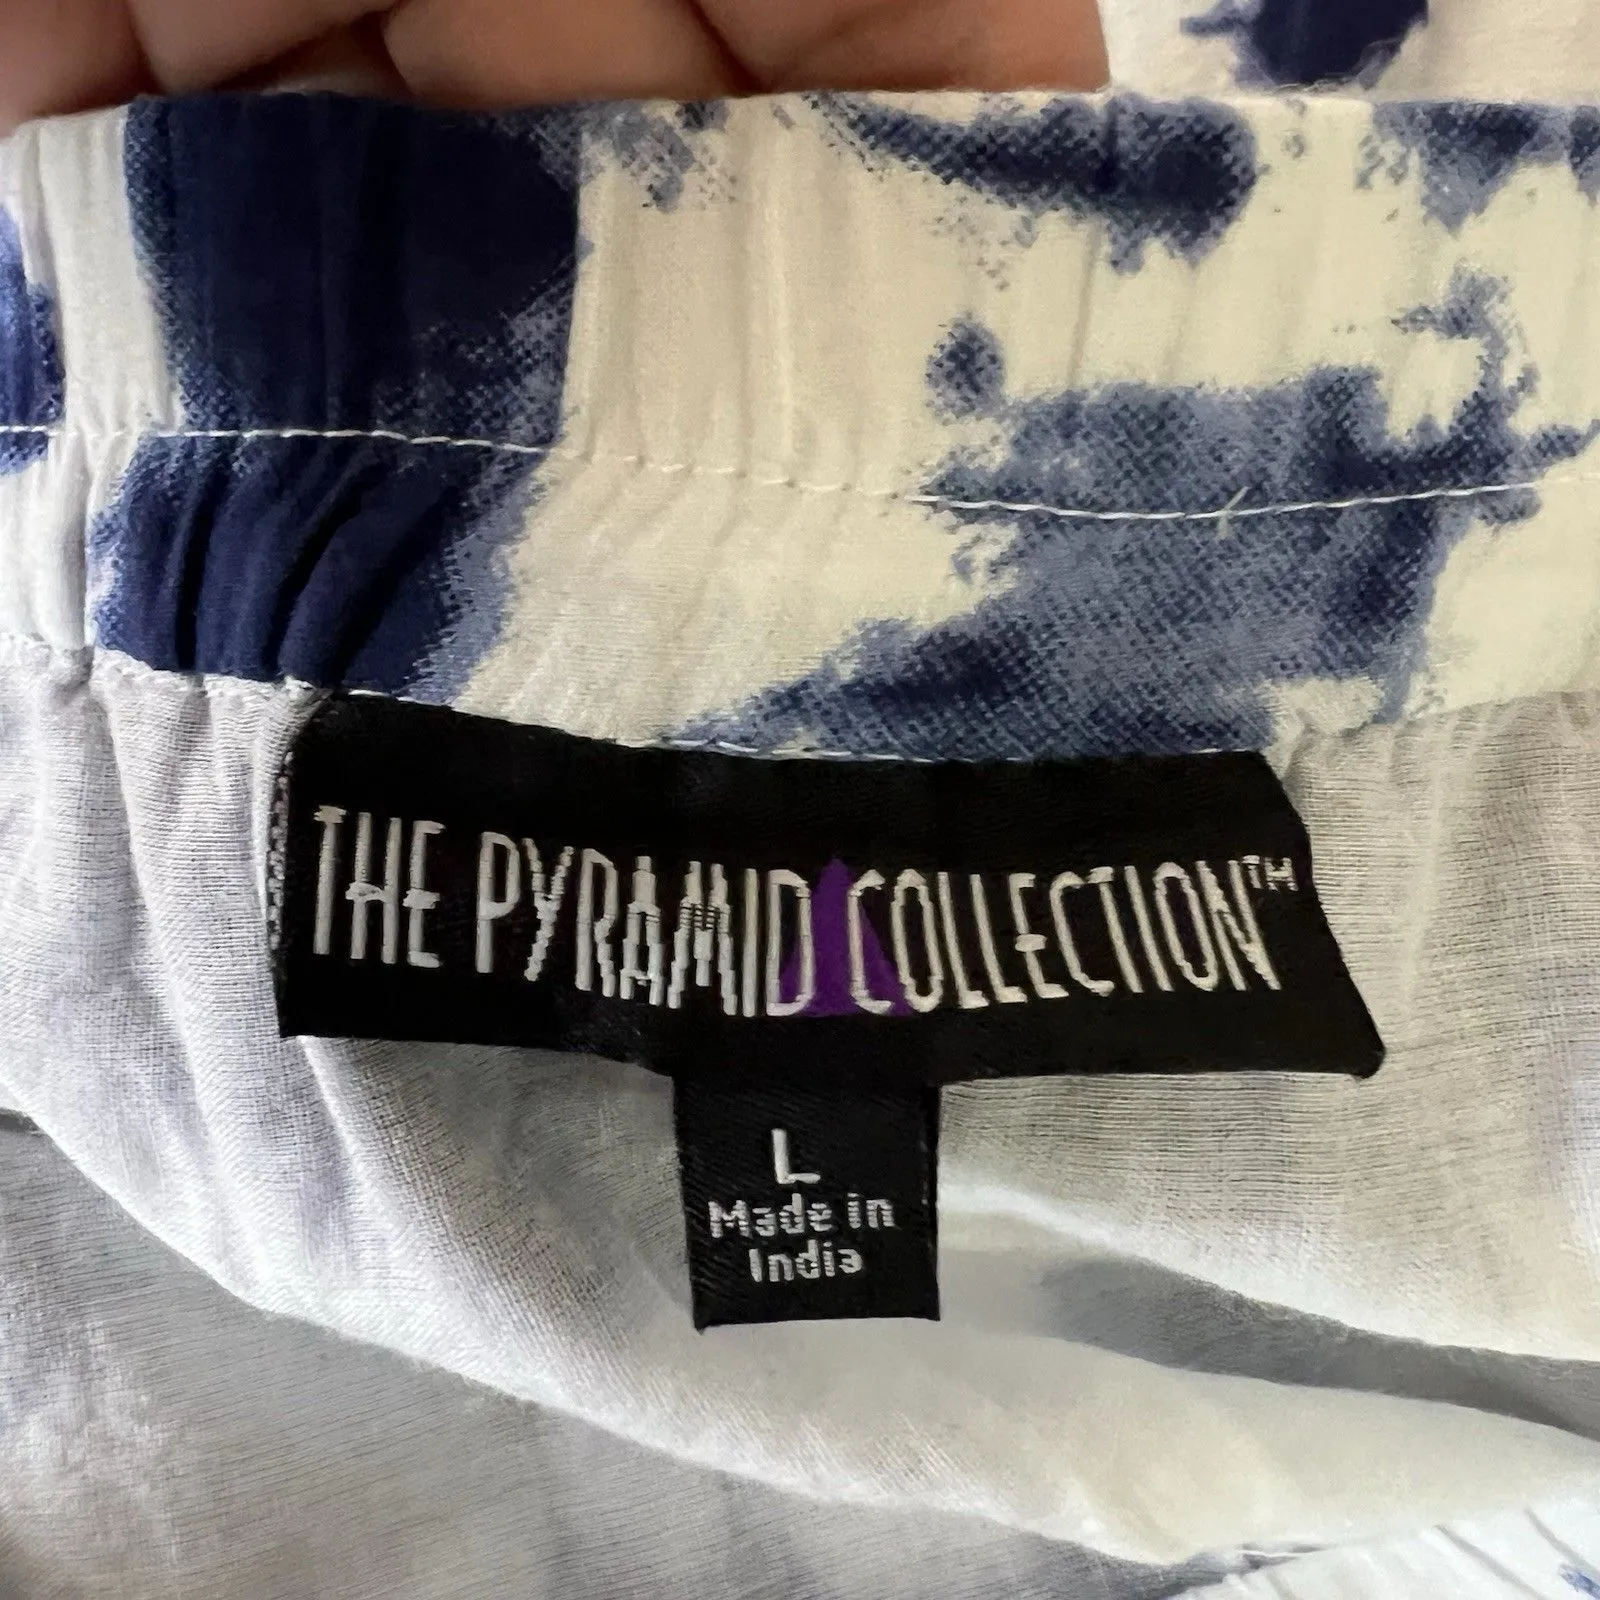 THE PYRAMID COLLECTION™
L
Made in
India